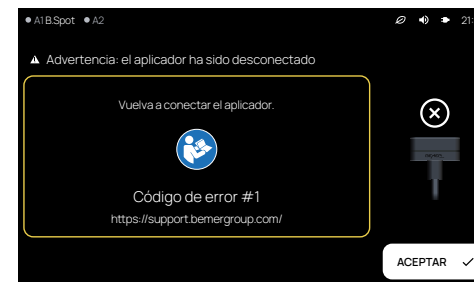 A1 B.Spot A2 21:
Advertencia: el aplicador ha sido desconectado
Vuelva a conectar el aplicador.
Código de error #1
https://support.bemergroup.com/
ACEPTAR